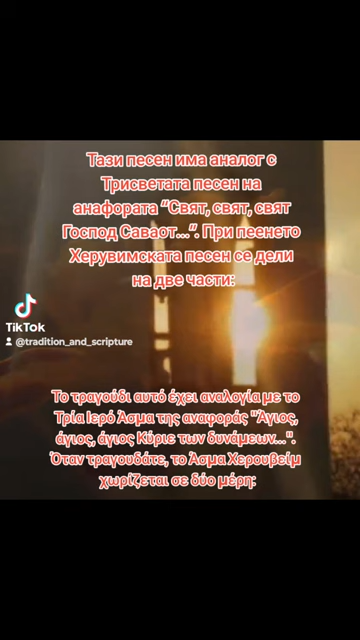 Тази песен има аналог с
Трисветата песен на
анафората "Свят, свят, свят
Господ Саваот...". При пеенето
Херувимската песен се дели
на две части:
TikTok
@tradition_and_scripture
Το τραγούδι αυτό έχει αναλογία με το
Τρία Ιερό Άσμα της αναφοράς "Άγιος,
άγιος, άγιος Κύριε των δυνάμεων...".
Όταν τραγουδάτε, το Άσμα Χερουβείμ
χωρίζεται σε δύο μέρη: